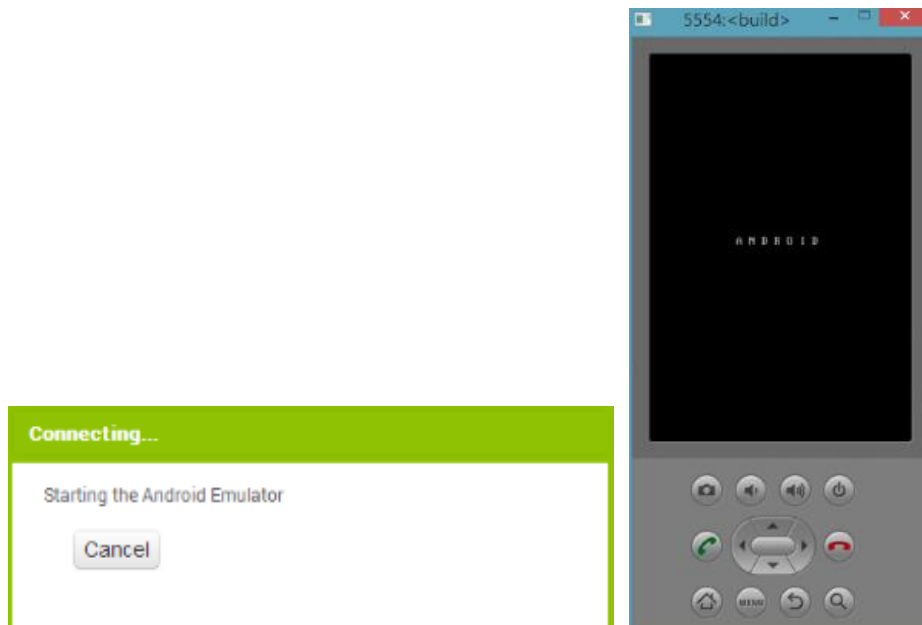 5554:<build>
ANDROID
MENU
Connecting...
Starting the Android Emulator
Cancel